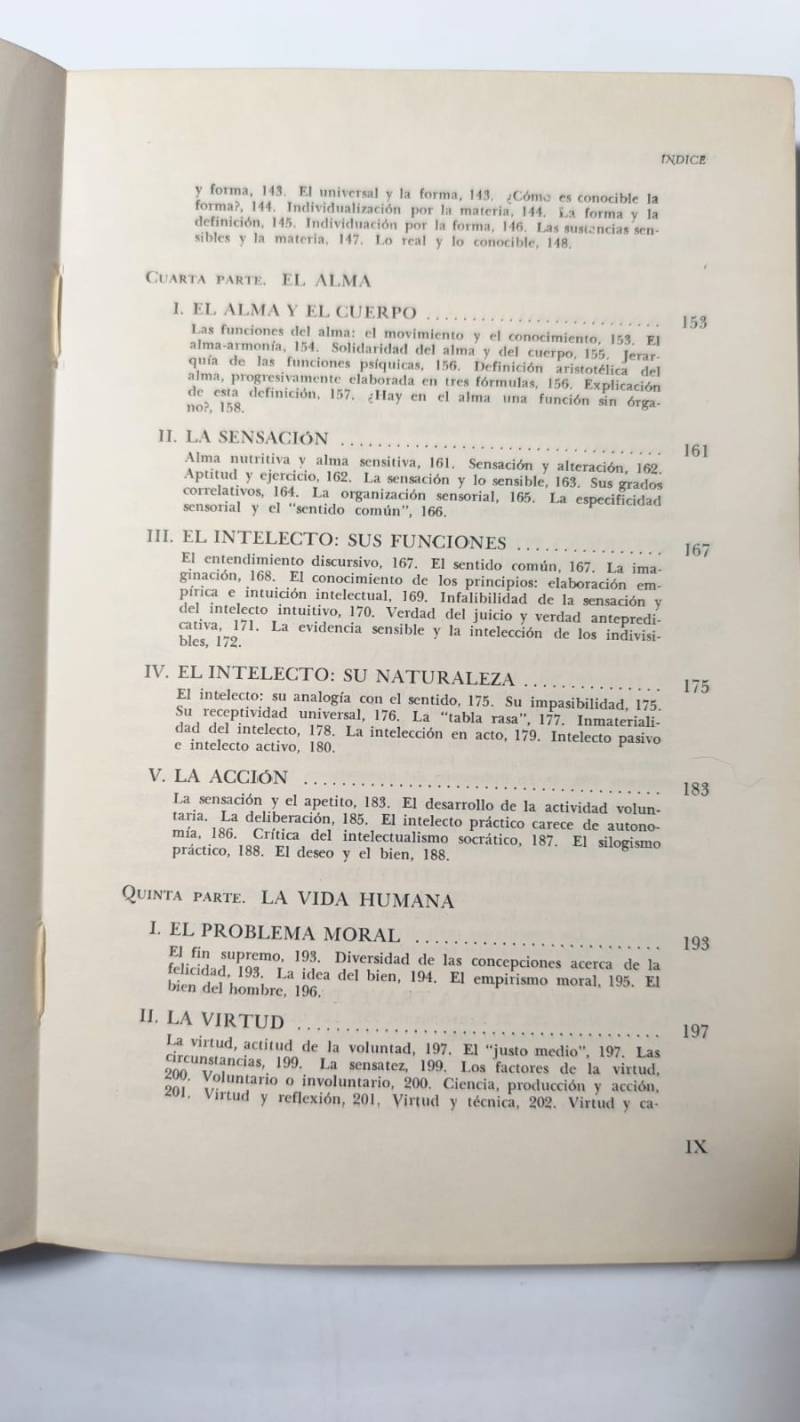 INDICE
y forma, 143. El universal y la forma, 143. ¿Cómo es conocible la
forma?, 144. Individualización por la materia, 144. La forma y la
definición, 145. Individuación por la forma, 146. Las sustancias sen-
sibles y la materia, 147. Lo real y lo conocible, 148.
CUARTA PARTE. EL ALMA
I. EL ALMA Y EL CUERPO ........................ 153
Las funciones del alma: el movimiento y el conocimiento, 153. El
alma-armonía, 154. Solidaridad del alma y del cuerpo, 155. Jerar-
quía de las funciones psíquicas, 156. Definición aristotélica del
alma, progresivamente elaborada en tres fórmulas, 156. Explicación
de esta definición, 157. ¿Hay en el alma una función sin órga-
no?, 158.
II. LA SENSACIÓN ................................ 161
Alma nutritiva y alma sensitiva, 161. Sensación y alteración, 162.
Aptitud y ejercicio, 162. La sensación y lo sensible, 163. Sus grados
correlativos, 164. La organización sensorial, 165. La especificidad
sensorial y el "sentido común", 166.
III. EL INTELECTO: SUS FUNCIONES ............... 167
El entendimiento discursivo, 167. El sentido común, 167. La ima-
ginación, 168. El conocimiento de los principios: elaboración em-
pírica e intuición intelectual, 169. Infalibilidad de la sensación y
del intelecto intuitivo, 170. Verdad del juicio y verdad antepredi-
cativa, 171. La evidencia sensible y la intelección de los indivisi-
bles, 172.
IV. EL INTELECTO: SU NATURALEZA ............... 175
El intelecto: su analogía con el sentido, 175. Su impasibilidad, 175.
Su receptividad universal, 176. La "tabla rasa", 177. Inmateriali-
dad del intelecto, 178. La intelección en acto, 179. Intelecto pasivo
e intelecto activo, 180.
V. LA ACCIÓN .................................... 183
La sensación y el apetito, 183. El desarrollo de la actividad volun-
taria. La deliberación, 185. El intelecto práctico carece de autono-
mía, 186. Crítica del intelectualismo socrático, 187. El silogismo
práctico, 188. El deseo y el bien, 188.
QUINTA PARTE. LA VIDA HUMANA
I. EL PROBLEMA MORAL ......................... 193
El fin supremo, 193. Diversidad de las concepciones acerca de la
felicidad, 193. La idea del bien, 194. El empirismo moral, 195. El
bien del hombre, 196.
II. LA VIRTUD ..................................... 197
La virtud, actitud de la voluntad, 197. El "justo medio", 197. Las
circunstancias, 199. La sensatez, 199. Los factores de la virtud,
200. Voluntario o involuntario, 200. Ciencia, producción y acción,
201. Virtud y reflexión, 201. Virtud y técnica, 202. Virtud y ca-
IX